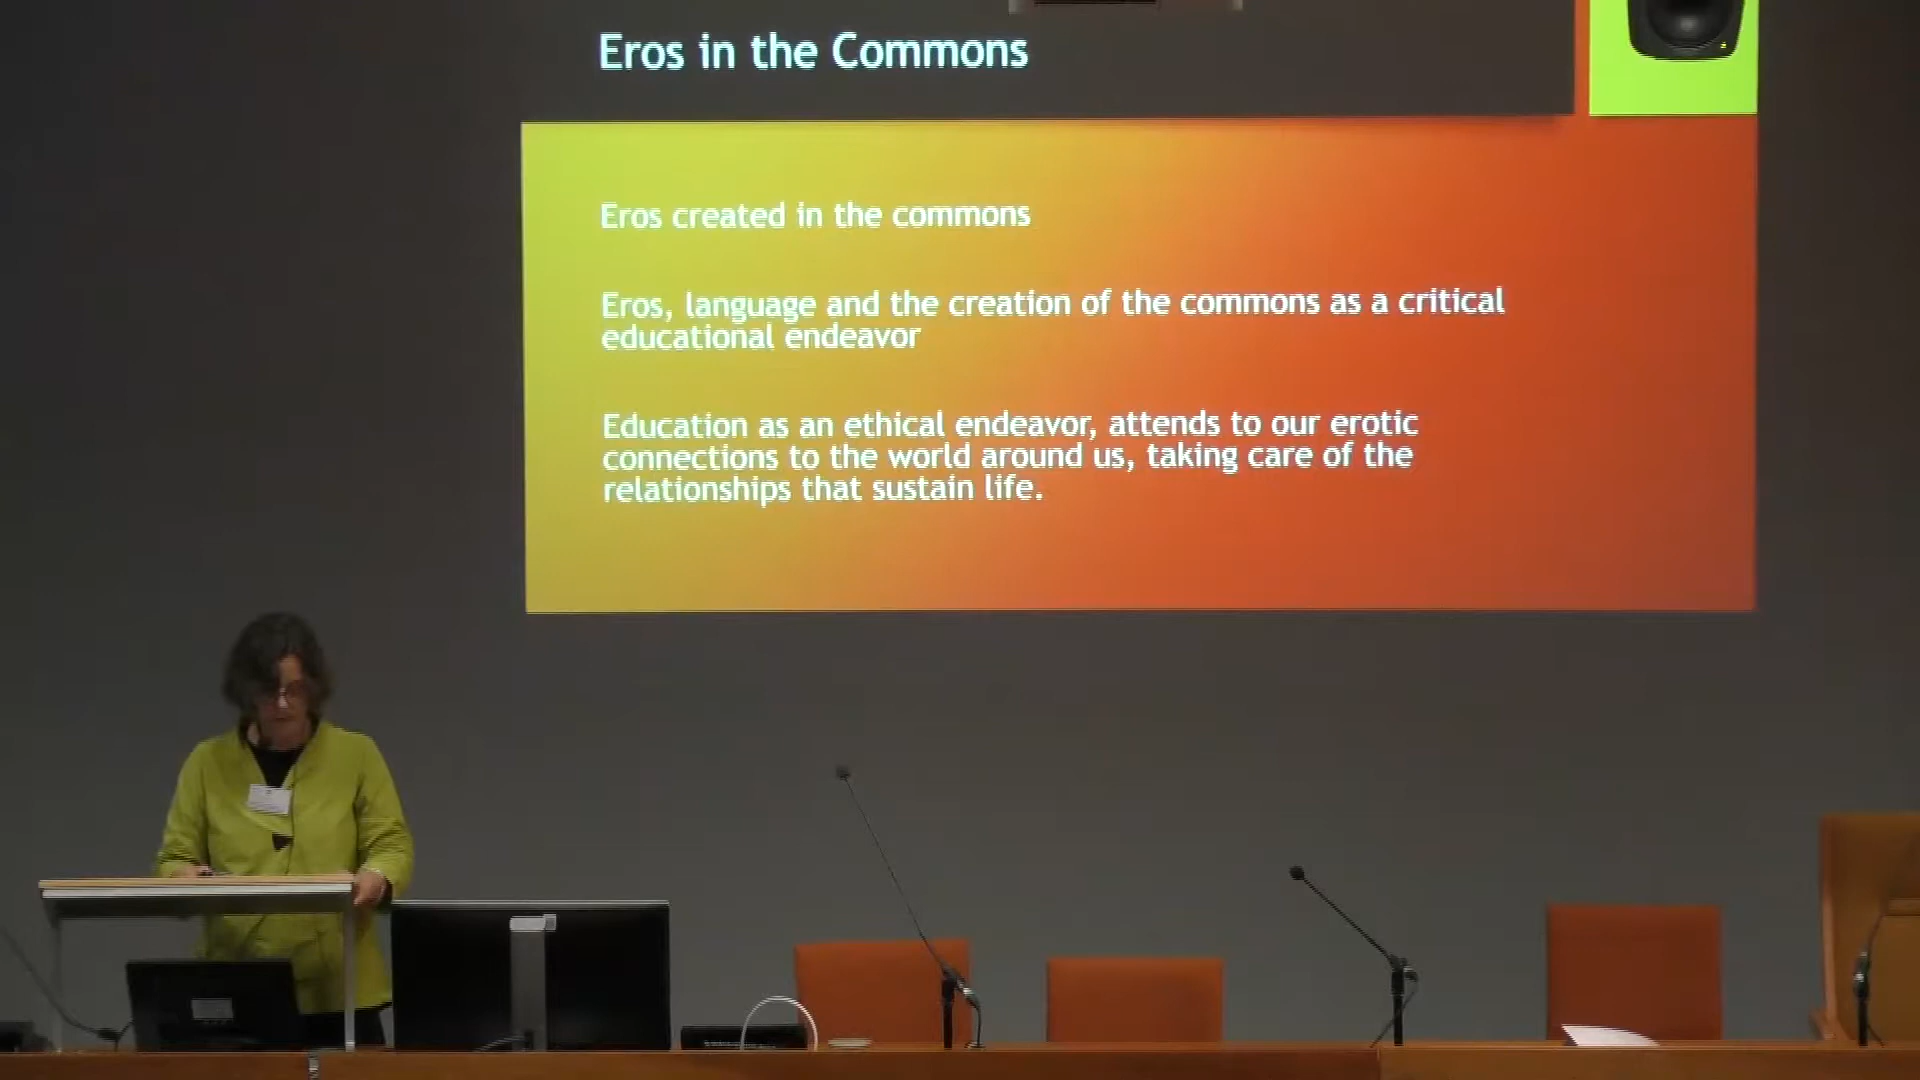 Eros in the Commons
Eros created in the commons
Eros, language and the creation of the commons as a critical
educational endeavor
Education as an ethical endeavor, attends to our erotic
connections to the world around us, taking care of the
relationships that sustain life.